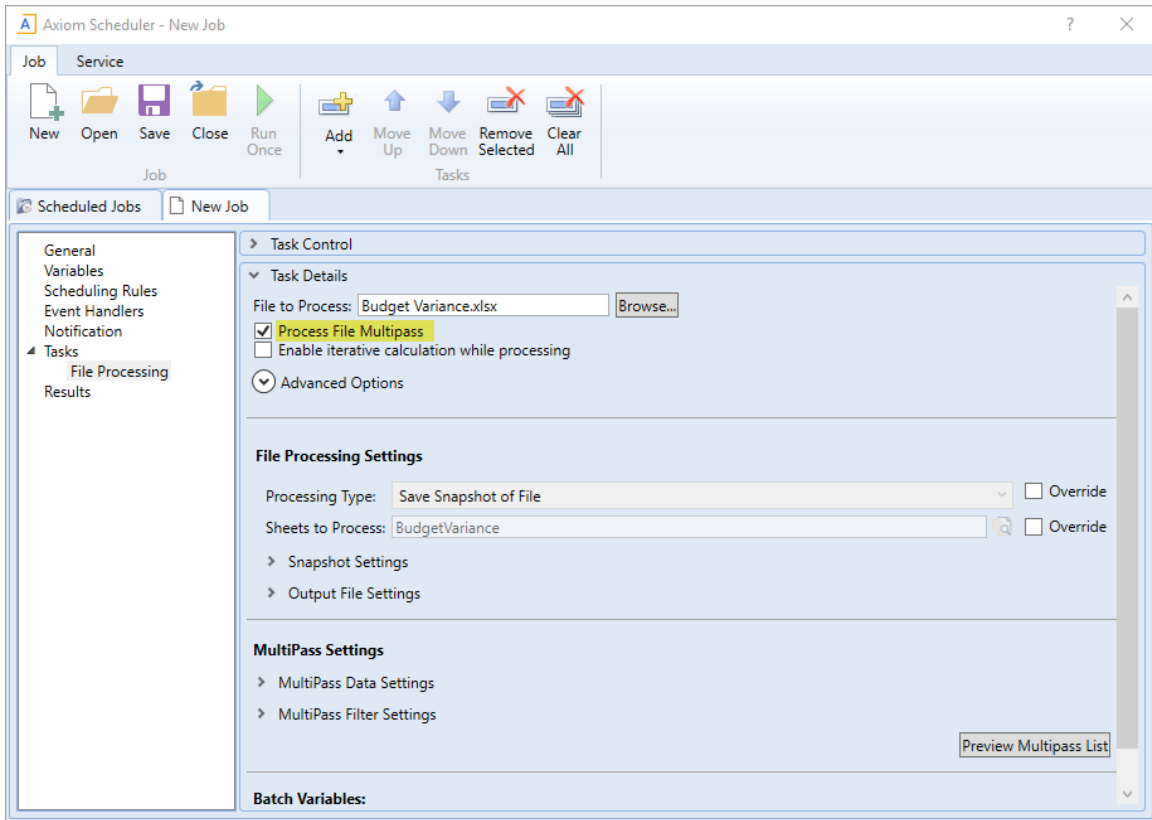 A Axiom Scheduler - New Job ?
Job Service
New Open Save Close Run Once Add Move Up Move Down Remove Selected Clear All
Job Tasks
Scheduled Jobs New Job
General
Variables
Scheduling Rules
Event Handlers
Notification
Tasks
File Processing
Results
Task Control
Task Details
File to Process: Budget Variance.xlsx Browse...
Process File Multipass
Enable iterative calculation while processing
Advanced Options
File Processing Settings
Processing Type: Save Snapshot of File Override
Sheets to Process: BudgetVariance Override
Snapshot Settings
Output File Settings
MultiPass Settings
MultiPass Data Settings
MultiPass Filter Settings
Preview Multipass List
Batch Variables: